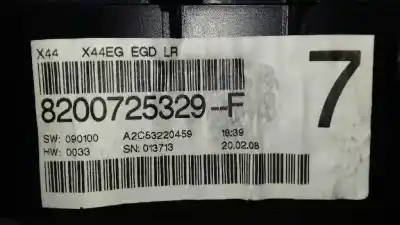 X44 X44EG EGD LR
8200725329--F
7
SW: 090100 A2C53220459 18:39
HW: 0033 SN: 013713 20.02.08